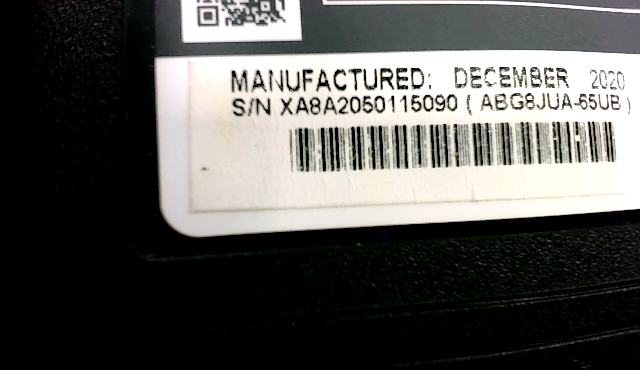 MANUFACTURED: DECEMBER 2020
S/N XA8A2050115090 ( ABG8JUA-65UB )